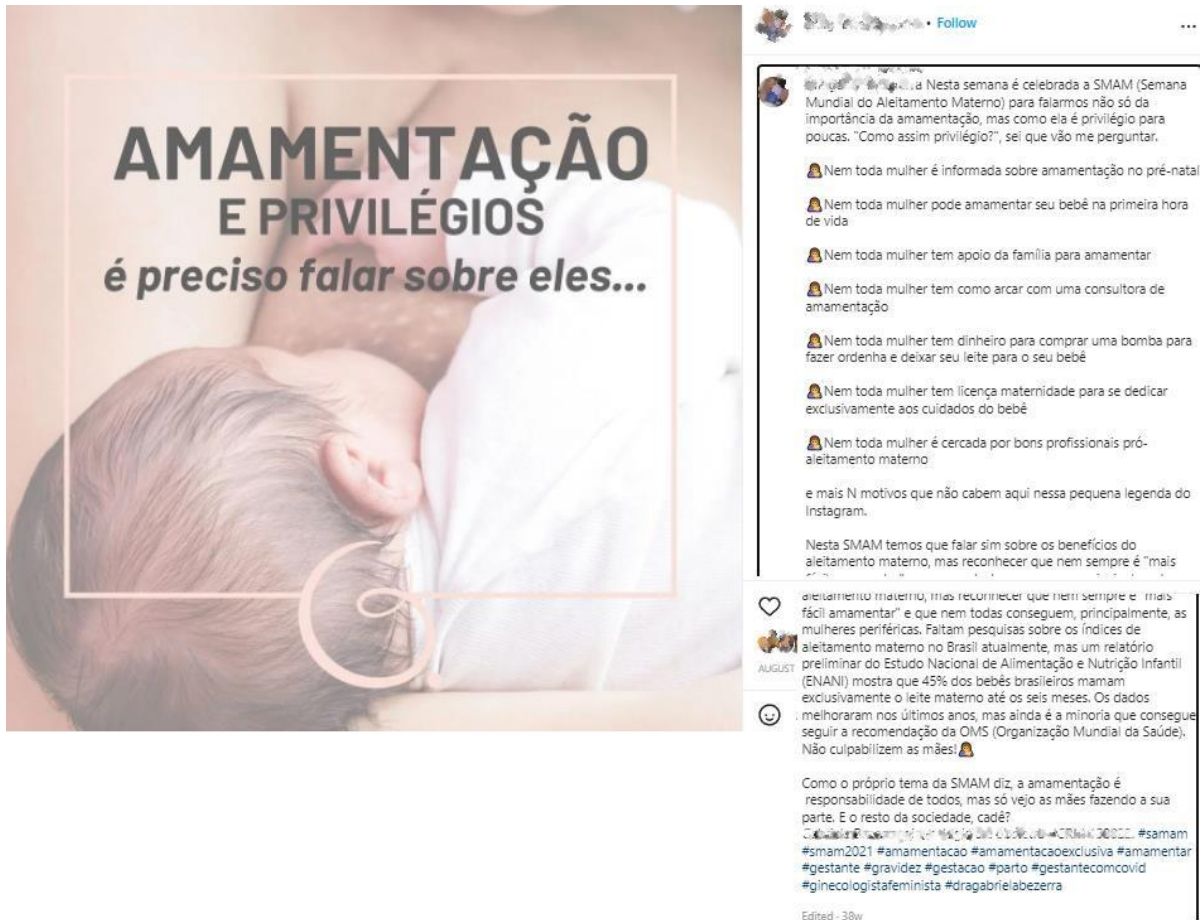 AMAMENTAÇÃO
E PRIVILÉGIOS
é preciso falar sobre eles...
• Follow
...
Nesta semana é celebrada a SMAM (Semana
Mundial do Aleitamento Materno) para falarmos não só da
importância da amamentação, mas como ela é privilégio para
poucas. "Como assim privilégio?", sei que vão me perguntar.
Nem toda mulher é informada sobre amamentação no pré-natal
Nem toda mulher pode amamentar seu bebê na primeira hora
de vida
Nem toda mulher tem apoio da família para amamentar
Nem toda mulher tem como arcar com uma consultora de
amamentação
Nem toda mulher tem dinheiro para comprar uma bomba para
fazer ordenha e deixar seu leite para o seu bebê
Nem toda mulher tem licença maternidade para se dedicar
exclusivamente aos cuidados do bebê
Nem toda mulher é cercada por bons profissionais pró-
aleitamento materno
e mais N motivos que não cabem aqui nessa pequena legenda do
Instagram.
Nesta SMAM temos que falar sim sobre os benefícios do
aleitamento materno, mas reconhecer que nem sempre é "mais
aleitamento materno, mas reconhecer que nem sempre é "mais
fácil amamentar" e que nem todas conseguem, principalmente, as
mulheres periféricas. Faltam pesquisas sobre os índices de
aleitamento materno no Brasil atualmente, mas um relatório
preliminar do Estudo Nacional de Alimentação e Nutrição Infantil
(ENANI) mostra que 45% dos bebês brasileiros mamam
exclusivamente o leite materno até os seis meses. Os dados
melhoraram nos últimos anos, mas ainda é a minoria que consegue
seguir a recomendação da OMS (Organização Mundial da Saúde).
Não culpabilizem as mães!
Como o próprio tema da SMAM diz, a amamentação é
responsabilidade de todos, mas só vejo as mães fazendo a sua
parte. E o resto da sociedade, cadê?
#samam
#smam2021 #amamentacao #amamentacaoexclusiva #amamentar
#gestante #gravidez #gestacao #parto #gestantecomcovid
#ginecologistafeminista #dragabrielabezerra
Edited · 38w
AUGUST